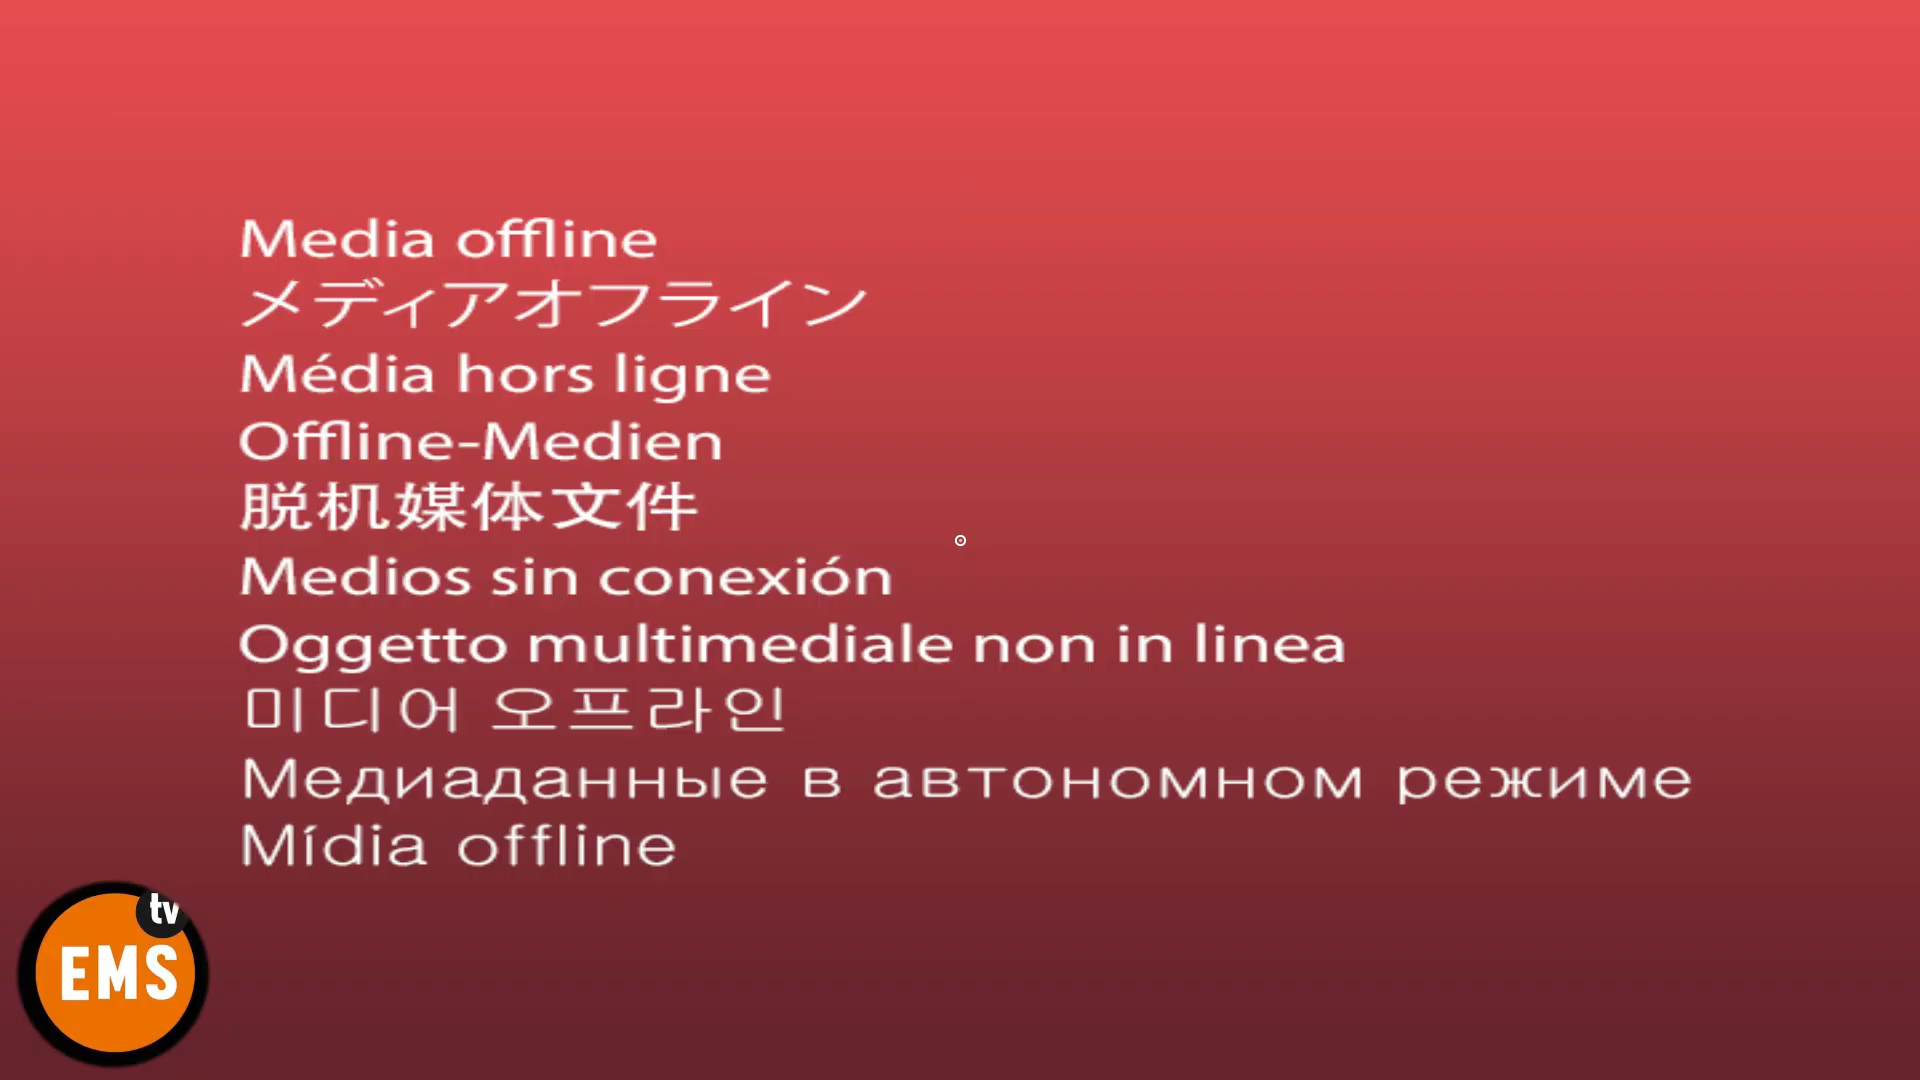 Media offline
メディアオフライン
Média hors ligne
Offline-Medien
脱机媒体文件
Medios sin conexión
Oggetto multimediale non in linea
미디어 오프라인
Медиаданные в автономном режиме
Mídia offline
tv
EMS